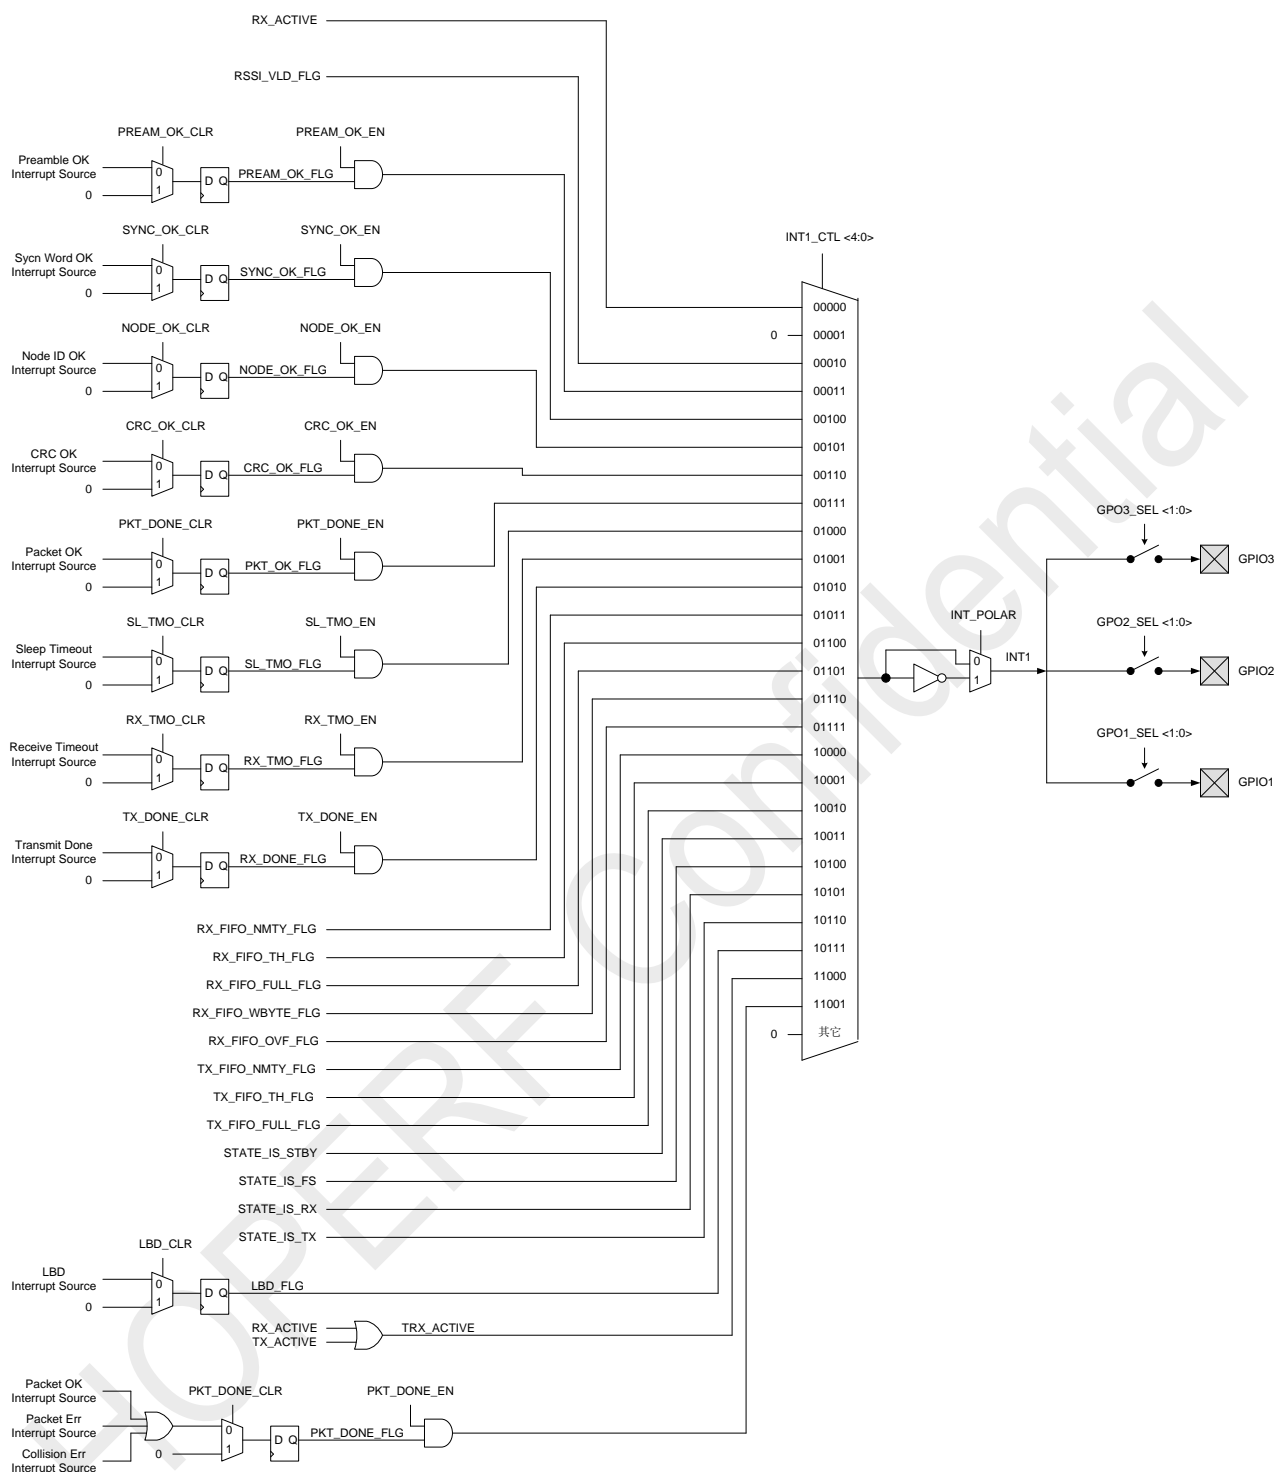 RX_ACTIVE
RSSI_VLD_FLG
PREAM_OK_CLR
PREAM_OK_EN
Preamble OK
Interrupt Source
0
0
1
D Q
PREAM_OK_FLG
SYNC_OK_CLR
SYNC_OK_EN
Sycn Word OK
Interrupt Source
0
0
1
D Q
SYNC_OK_FLG
NODE_OK_CLR
NODE_OK_EN
Node ID OK
Interrupt Source
0
0
1
D Q
NODE_OK_FLG
CRC_OK_CLR
CRC_OK_EN
CRC OK
Interrupt Source
0
0
1
D Q
CRC_OK_FLG
PKT_DONE_CLR
PKT_DONE_EN
Packet OK
Interrupt Source
0
0
1
D Q
PKT_OK_FLG
SL_TMO_CLR
SL_TMO_EN
Sleep Timeout
Interrupt Source
0
0
1
D Q
SL_TMO_FLG
RX_TMO_CLR
RX_TMO_EN
Receive Timeout
Interrupt Source
0
0
1
D Q
RX_TMO_FLG
TX_DONE_CLR
TX_DONE_EN
Transmit Done
Interrupt Source
0
0
1
D Q
RX_DONE_FLG
RX_FIFO_NMTY_FLG
RX_FIFO_TH_FLG
RX_FIFO_FULL_FLG
RX_FIFO_WBYTE_FLG
RX_FIFO_OVF_FLG
TX_FIFO_NMTY_FLG
TX_FIFO_TH_FLG
TX_FIFO_FULL_FLG
STATE_IS_STBY
STATE_IS_FS
STATE_IS_RX
STATE_IS_TX
LBD_CLR
LBD
Interrupt Source
0
0
1
D Q
LBD_FLG
RX_ACTIVE
TX_ACTIVE
TRX_ACTIVE
Packet OK
Interrupt Source
Packet Err
Interrupt Source
Collision Err
Interrupt Source
PKT_DONE_CLR
PKT_DONE_EN
0
0
1
D Q
PKT_DONE_FLG
INT1_CTL <4:0>
00000
0
00001
00010
00011
00100
00101
00110
00111
01000
01001
01010
01011
01100
01101
01110
01111
10000
10001
10010
10011
10100
10101
10110
10111
11000
11001
0
其它
INT_POLAR
0
1
INT1
GPO3_SEL <1:0>
GPIO3
GPO2_SEL <1:0>
GPIO2
GPO1_SEL <1:0>
GPIO1
HOPERF Confidential